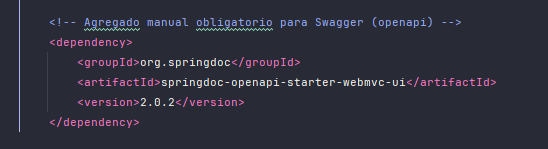 <!-- Agregado manual obligatorio para Swagger (openapi) -->
<dependency>
<groupId>org.springdoc</groupId>
<artifactId>springdoc-openapi-starter-webmvc-ui</artifactId>
<version>2.0.2</version>
</dependency>